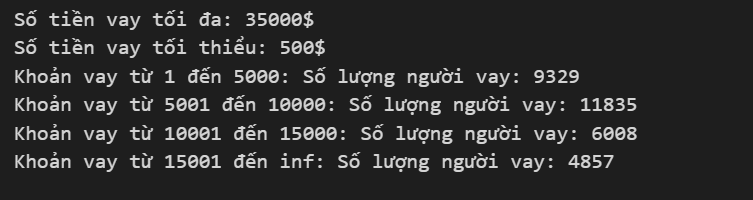 Số tiền vay tối đa: 35000$
Số tiền vay tối thiểu: 500$
Khoản vay từ 1 đến 5000: Số lượng người vay: 9329
Khoản vay từ 5001 đến 10000: Số lượng người vay: 11835
Khoản vay từ 10001 đến 15000: Số lượng người vay: 6008
Khoản vay từ 15001 đến inf: Số lượng người vay: 4857